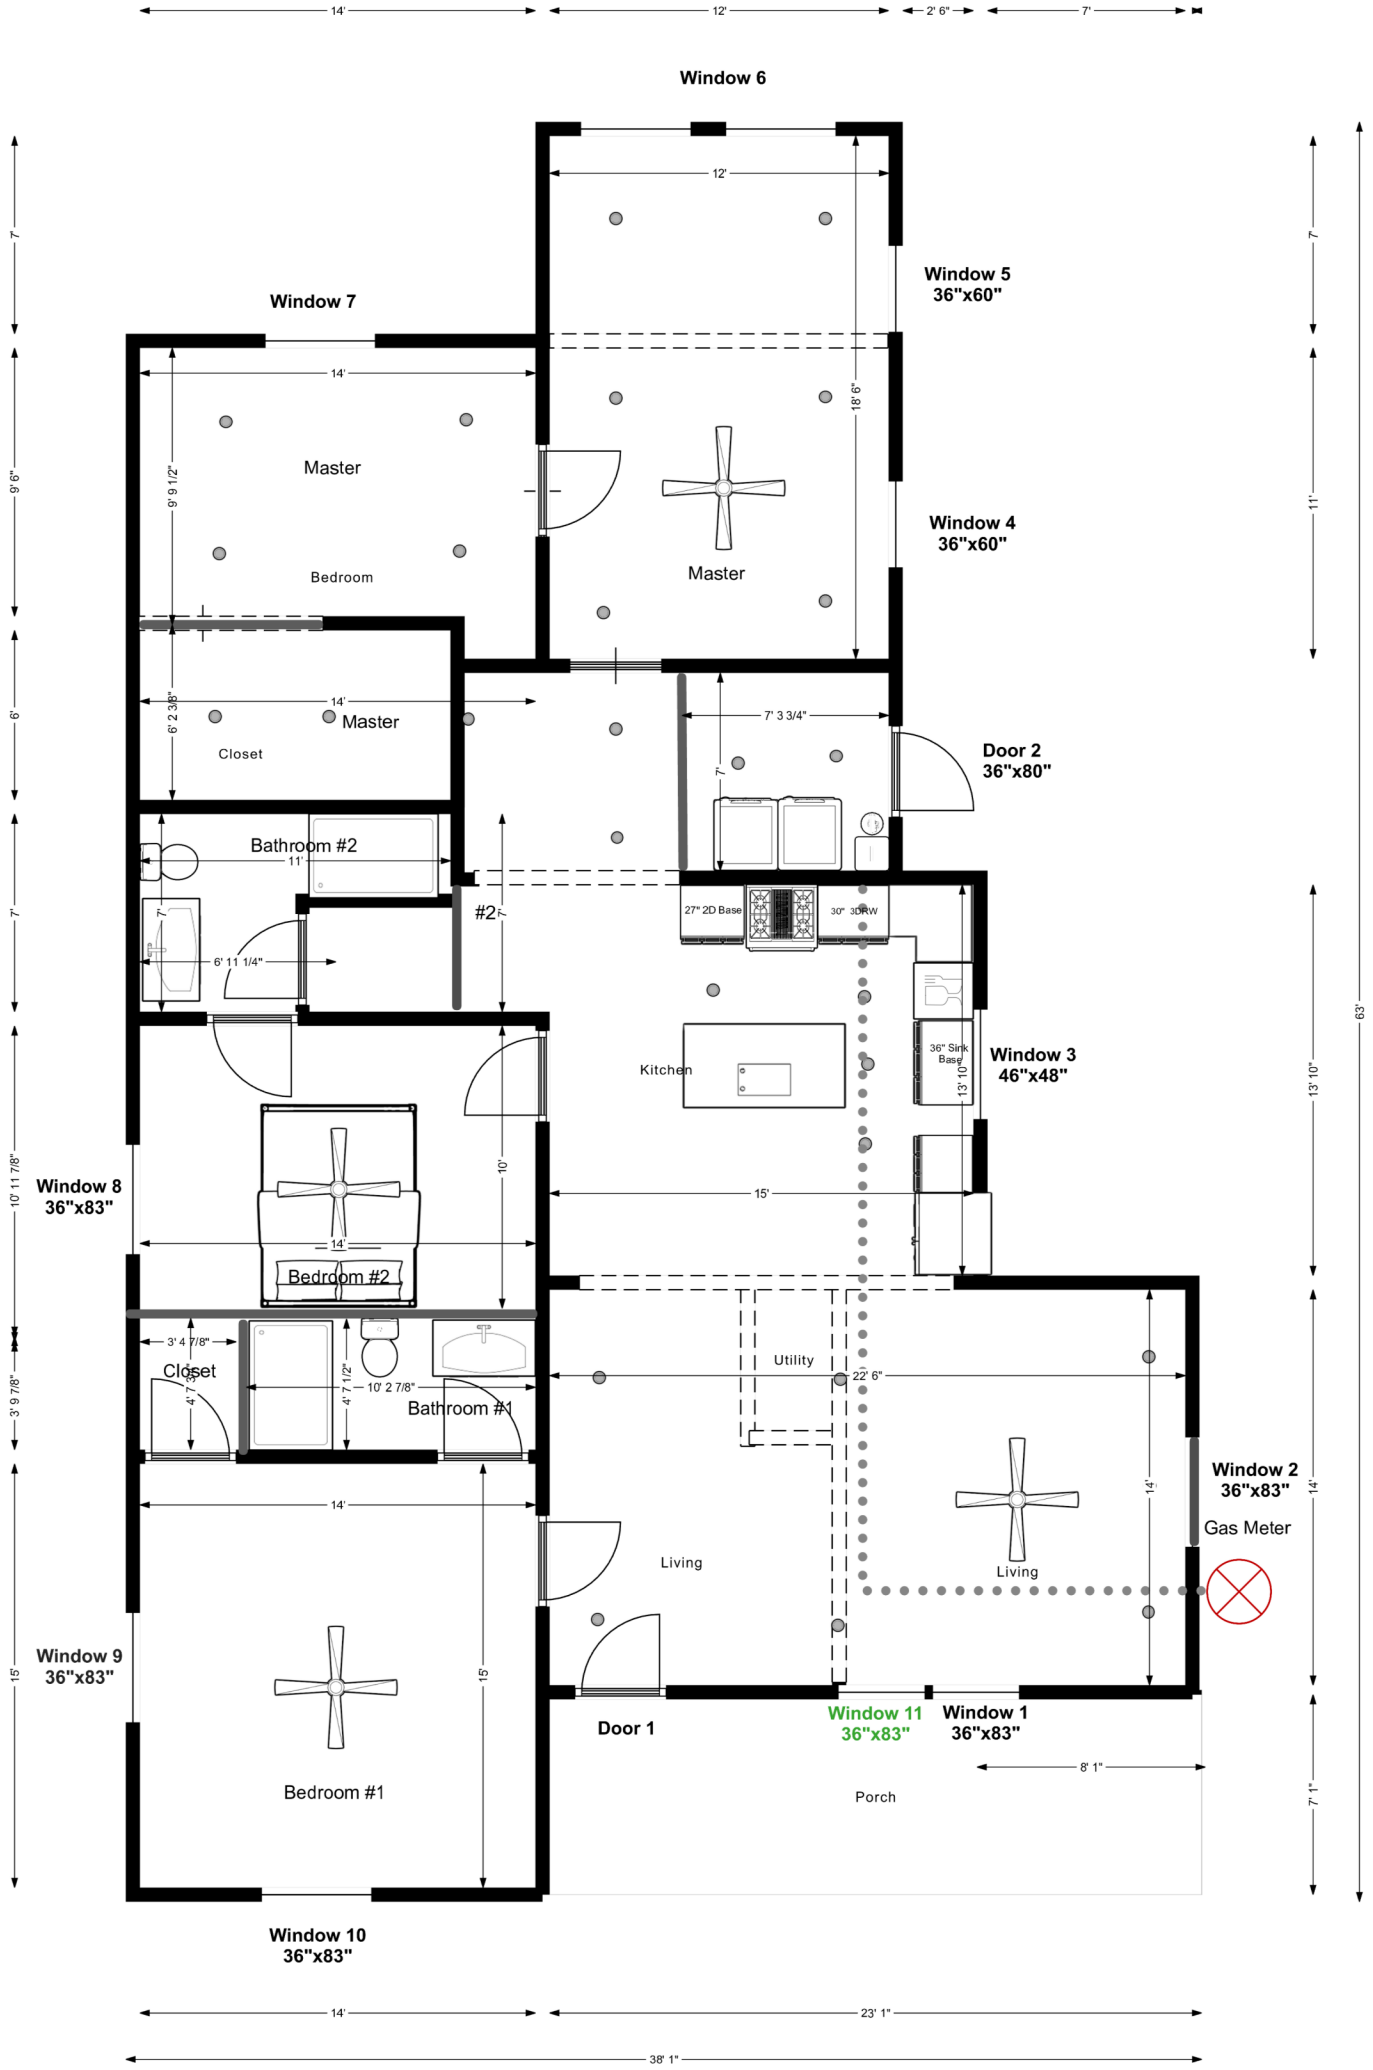 14'
12'
2' 6"
7'
Window 6
12'
7'
7'
Window 5
36"x60"
Window 7
14'
18' 6"
Master
9' 9 1/2"
9' 6"
11'
63'
Window 4
36"x60"
Master
Bedroom
14'
Master
6' 2 3/8"
6'
Closet
7' 3 3/4"
7'
Door 2
36"x80"
Bathroom #2
11'
7'
7'
7'
#2
27" 2D Base
30" 3DRW
6' 11 1/4"
36" Sink
Base
Window 3
46"x48"
Kitchen
13' 10"
13' 10"
10'
10' 11 7/8"
Window 8
36"x83"
15'
14'
Bedroom #2
3' 4 7/8"
Closet
4' 7 3/4"
4' 7 1/2"
10' 2 7/8"
Bathroom #1
3' 9 7/8"
Utility
22' 6"
14'
14'
Window 2
36"x83"
Gas Meter
14'
Living
Living
Window 9
36"x83"
15'
15'
Door 1
Window 11
36"x83"
Window 1
36"x83"
8' 1"
Porch
7' 1"
Bedroom #1
Window 10
36"x83"
14'
23' 1"
38' 1"